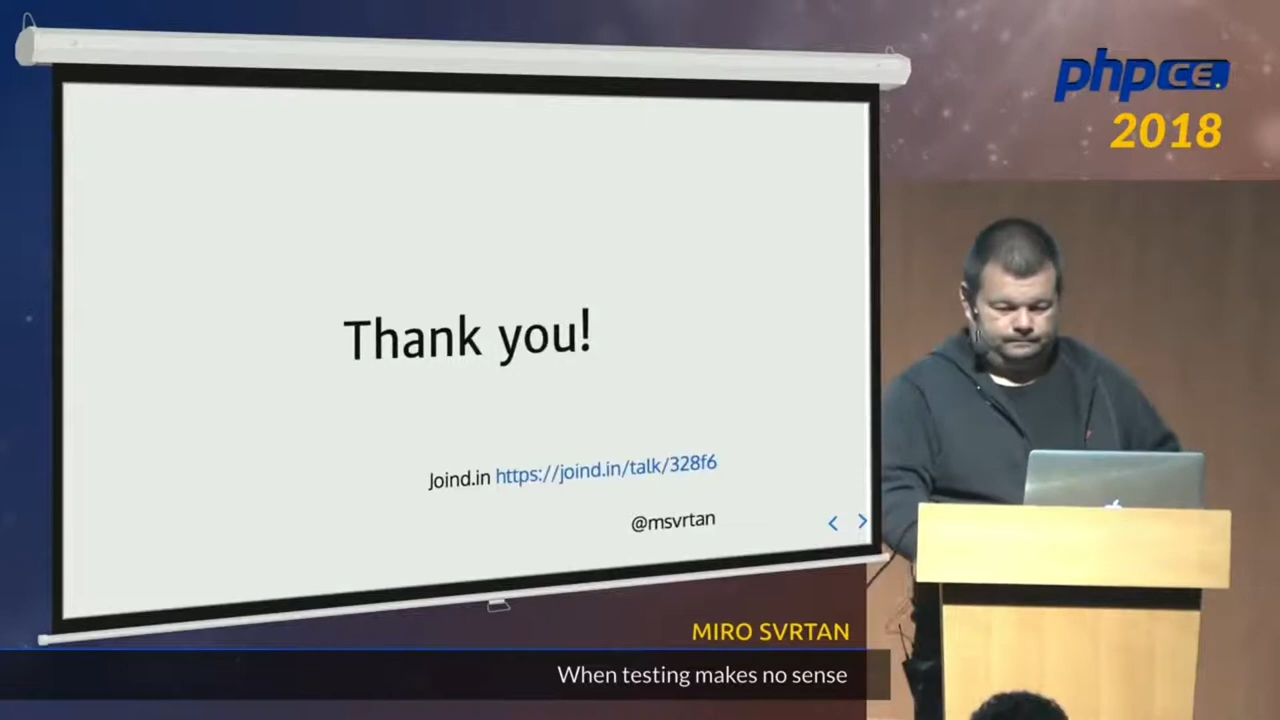 phpCE.
2018
Thank you!
Joind.in https://joind.in/talk/328f6
@msvrtan
< >
MIRO SVRTAN
When testing makes no sense